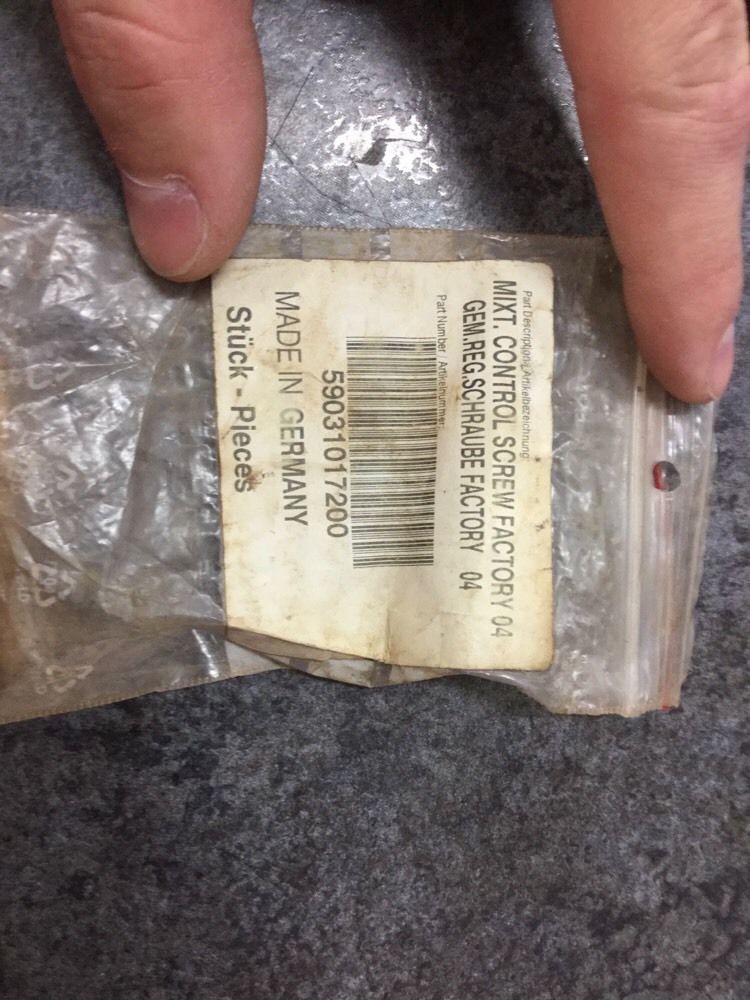 Part Description / Artikelbezeichnung:
MIXT. CONTROL SCREW FACTORY 04
GEM.REG.SCHRAUBE FACTORY 04
Part Number / Artikelnummer:
59031017200
MADE IN GERMANY
Stück - Pieces